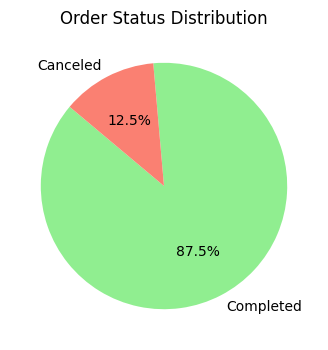 Order Status Distribution
Canceled
12.5%
87.5%
Completed